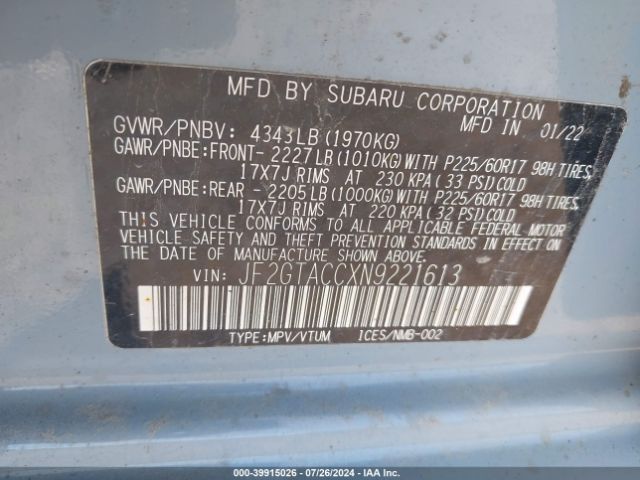 MFD BY SUBARU CORPORATION
MFD IN 01/22
GVWR/PNBV: 4343LB(1970KG)
GAWR/PNBE:FRONT-2227LB(1010KG)WITH P225/60R17 98H TIRES,
17X7J RIMS AT 230 KPA(33 PSI)COLD
GAWR/PNBE:REAR -2205LB(1000KG)WITH P225/60R17 98H TIRES,
17X7J RIMS AT 220 KPA(32 PSI)COLD
THIS VEHICLE CONFORMS TO ALL APPLICABLE FEDERAL MOTOR
VEHICLE SAFETY AND THEFT PREVENTION STANDARDS IN EFFECT ON
THE DATE OF MANUFACTURE SHOWN ABOVE.
VIN: JF2GTACCXN9221613
TYPE:MPV/VTUM ICES/NMB-002
000-39915026 - 07/26/2024 - IAA Inc.